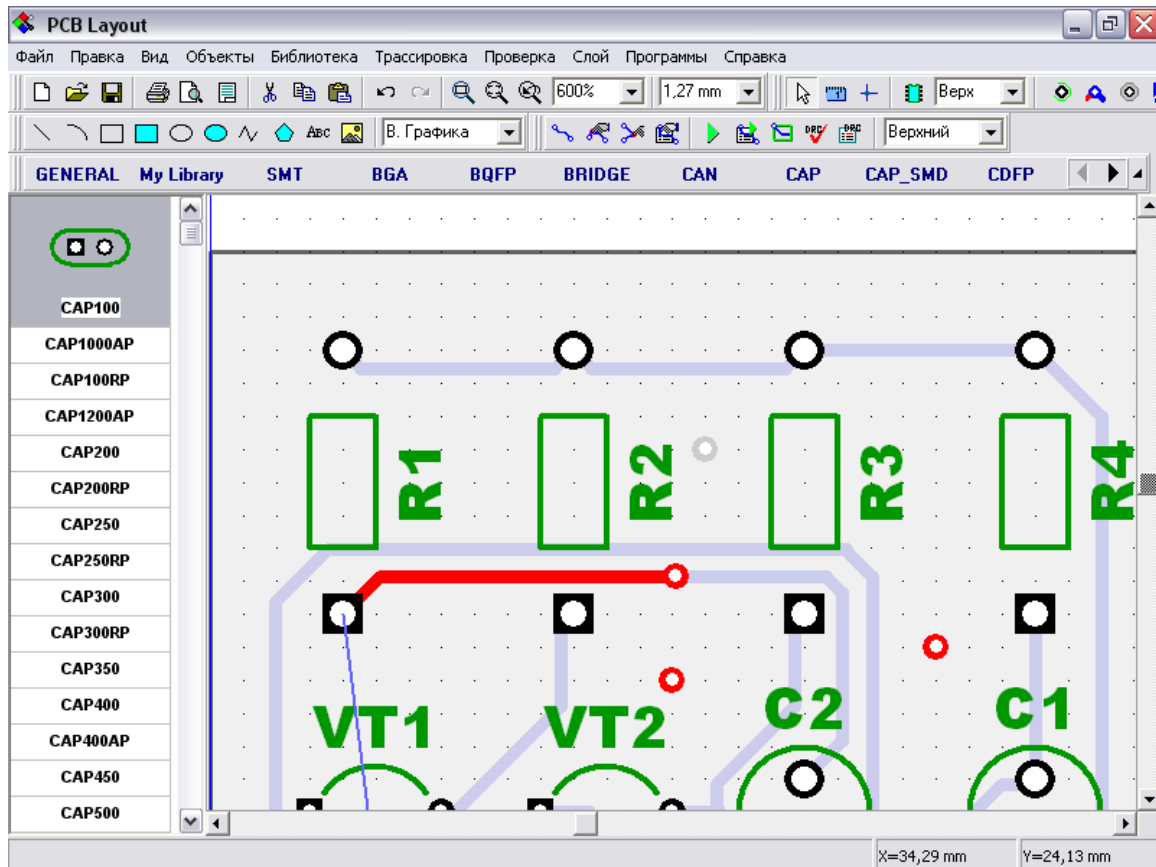 PCB Layout
Файл Правка Вид Объекты Библиотека Трассировка Проверка Слой Программы Справка
600% 1,27 mm Верх
ABC В. Графика DRC DRC Верхний
GENERAL My Library SMT BGA BQFP BRIDGE CAN CAP CAP_SMD CDFP
CAP100
CAP1000AP
CAP100RP
CAP1200AP
CAP200
CAP200RP
CAP250
CAP250RP
CAP300
CAP300RP
CAP350
CAP400
CAP400AP
CAP450
CAP500
R1 R2 R3 R4
VT1 VT2 C2 C1
X=34,29 mm Y=24,13 mm